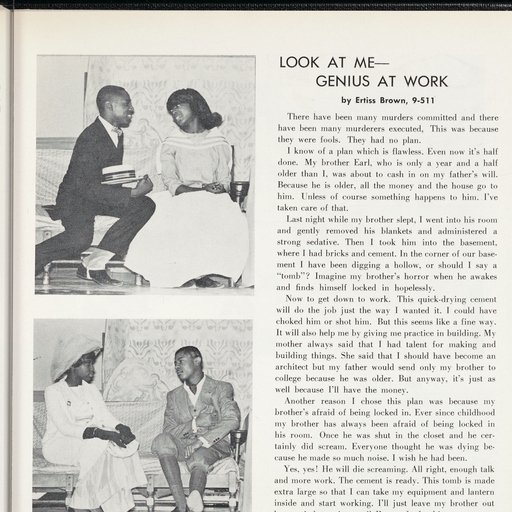 LOOK AT ME—
GENIUS AT WORK
by Ertiss Brown, 9-511
There have been many murders committed and there
have been many murderers executed, This was because
they were fools. They had no plan.
I know of a plan which is flawless. Even now it's half
done. My brother Earl, who is only a year and a half
older than I, was about to cash in on my father's will.
Because he is older, all the money and the house go to
him. Unless of course something happens to him. I've
taken care of that.
Last night while my brother slept, I went into his room
and gently removed his blankets and administered a
strong sedative. Then I took him into the basement,
where I had bricks and cement. In the corner of our base-
ment I have been digging a hollow, or should I say a
"tomb"? Imagine my brother's horror when he awakes
and finds himself locked in hopelessly.
Now to get down to work. This quick-drying cement
will do the job just the way I wanted it. I could have
choked him or shot him. But this seems like a fine way.
It will also help me by giving me practice in building. My
mother always said that I had talent for making and
building things. She said that I should have become an
architect but my father would send only my brother to
college because he was older. But anyway, it's just as
well because I'll have the money.
Another reason I chose this plan was because my
brother's afraid of being locked in. Ever since childhood
my brother has always been afraid of being locked in
his room. Once he was shut in the closet and he cer-
tainly did scream. Everyone thought he was dying be-
cause he made so much noise. I wish he had been.
Yes, yes! He will die screaming. All right, enough talk
and more work. The cement is ready. This tomb is made
extra large so that I can take my equipment and lantern
inside and start working. I'll just leave my brother out